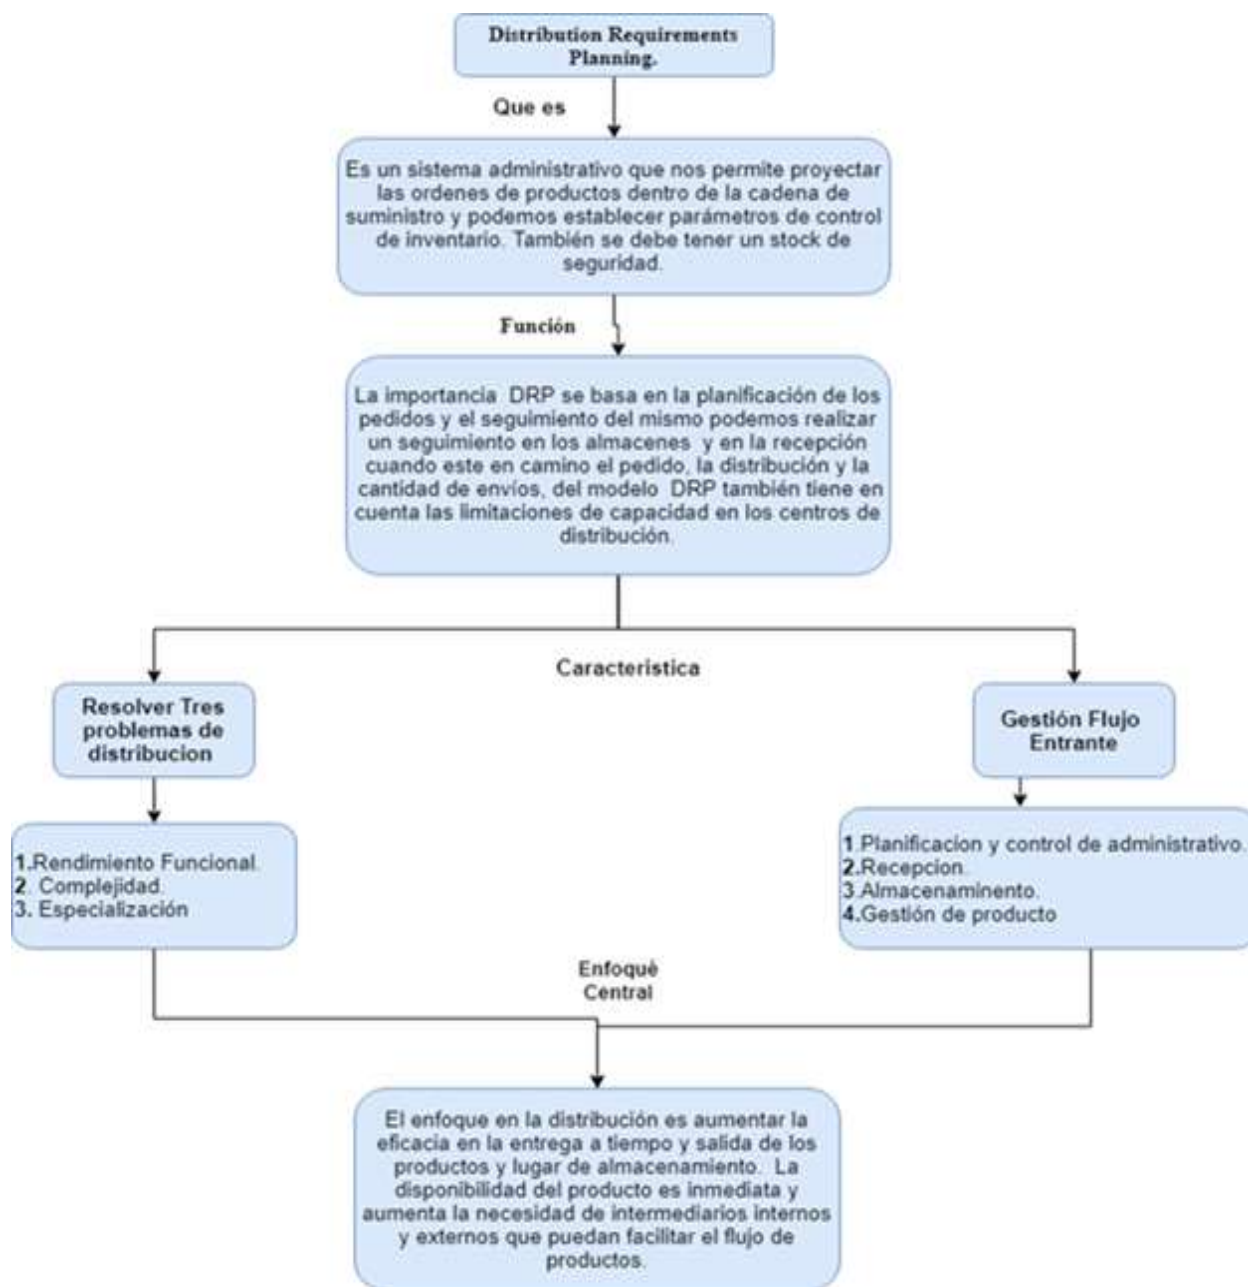 Distribution Requirements
Planning.
Que es
Es un sistema administrativo que nos permite proyectar
las ordenes de productos dentro de la cadena de
suministro y podemos establecer parámetros de control
de inventario. También se debe tener un stock de
seguridad.
Función
La importancia DRP se basa en la planificación de los
pedidos y el seguimiento del mismo podemos realizar
un seguimiento en los almacenes y en la recepción
cuando este en camino el pedido, la distribución y la
cantidad de envíos, del modelo DRP también tiene en
cuenta las limitaciones de capacidad en los centros de
distribución.
Característica
Resolver Tres
problemas de
distribucion
1.Rendimiento Funcional.
2. Complejidad.
3. Especialización
Gestión Flujo
Entrante
1.Planificacion y control de administrativo.
2.Recepcion.
3.Almacenaminento.
4.Gestión de producto
Enfoquè
Central
El enfoque en la distribución es aumentar la
eficacia en la entrega a tiempo y salida de los
productos y lugar de almacenamiento. La
disponibilidad del producto es inmediata y
aumenta la necesidad de intermediarios internos
y externos que puedan facilitar el flujo de
productos.